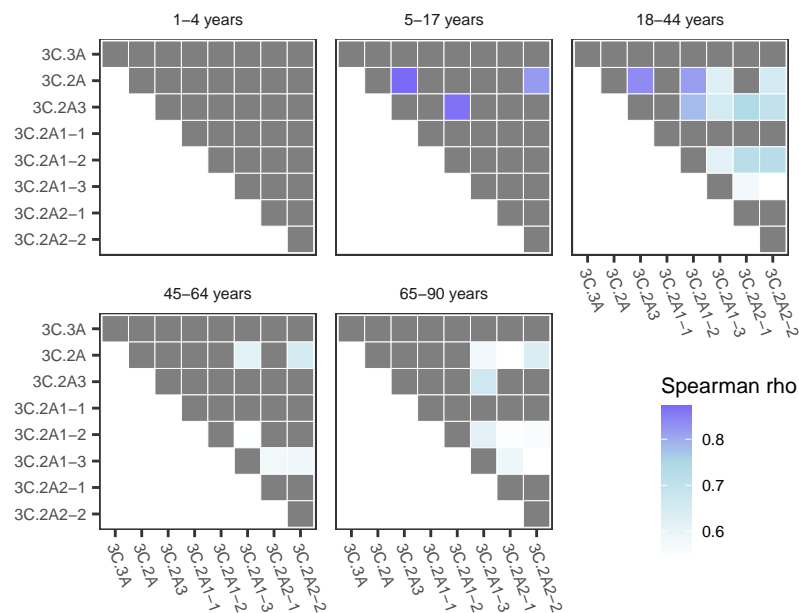 1−4 years
5−17 years
18−44 years
3C.3A
3C.2A
3C.2A3
3C.2A1−1
3C.2A1−2
3C.2A1−3
3C.2A2−1
3C.2A2−2
3C.3A
3C.2A
3C.2A3
3C.2A1−1
3C.2A1−2
3C.2A1−3
3C.2A2−1
3C.2A2−2
45−64 years
65−90 years
3C.3A
3C.2A
3C.2A3
3C.2A1−1
3C.2A1−2
3C.2A1−3
3C.2A2−1
3C.2A2−2
3C.3A
3C.2A
3C.2A3
3C.2A1−1
3C.2A1−2
3C.2A1−3
3C.2A2−1
3C.2A2−2
3C.3A
3C.2A
3C.2A3
3C.2A1−1
3C.2A1−2
3C.2A1−3
3C.2A2−1
3C.2A2−2
Spearman rho
0.8
0.7
0.6